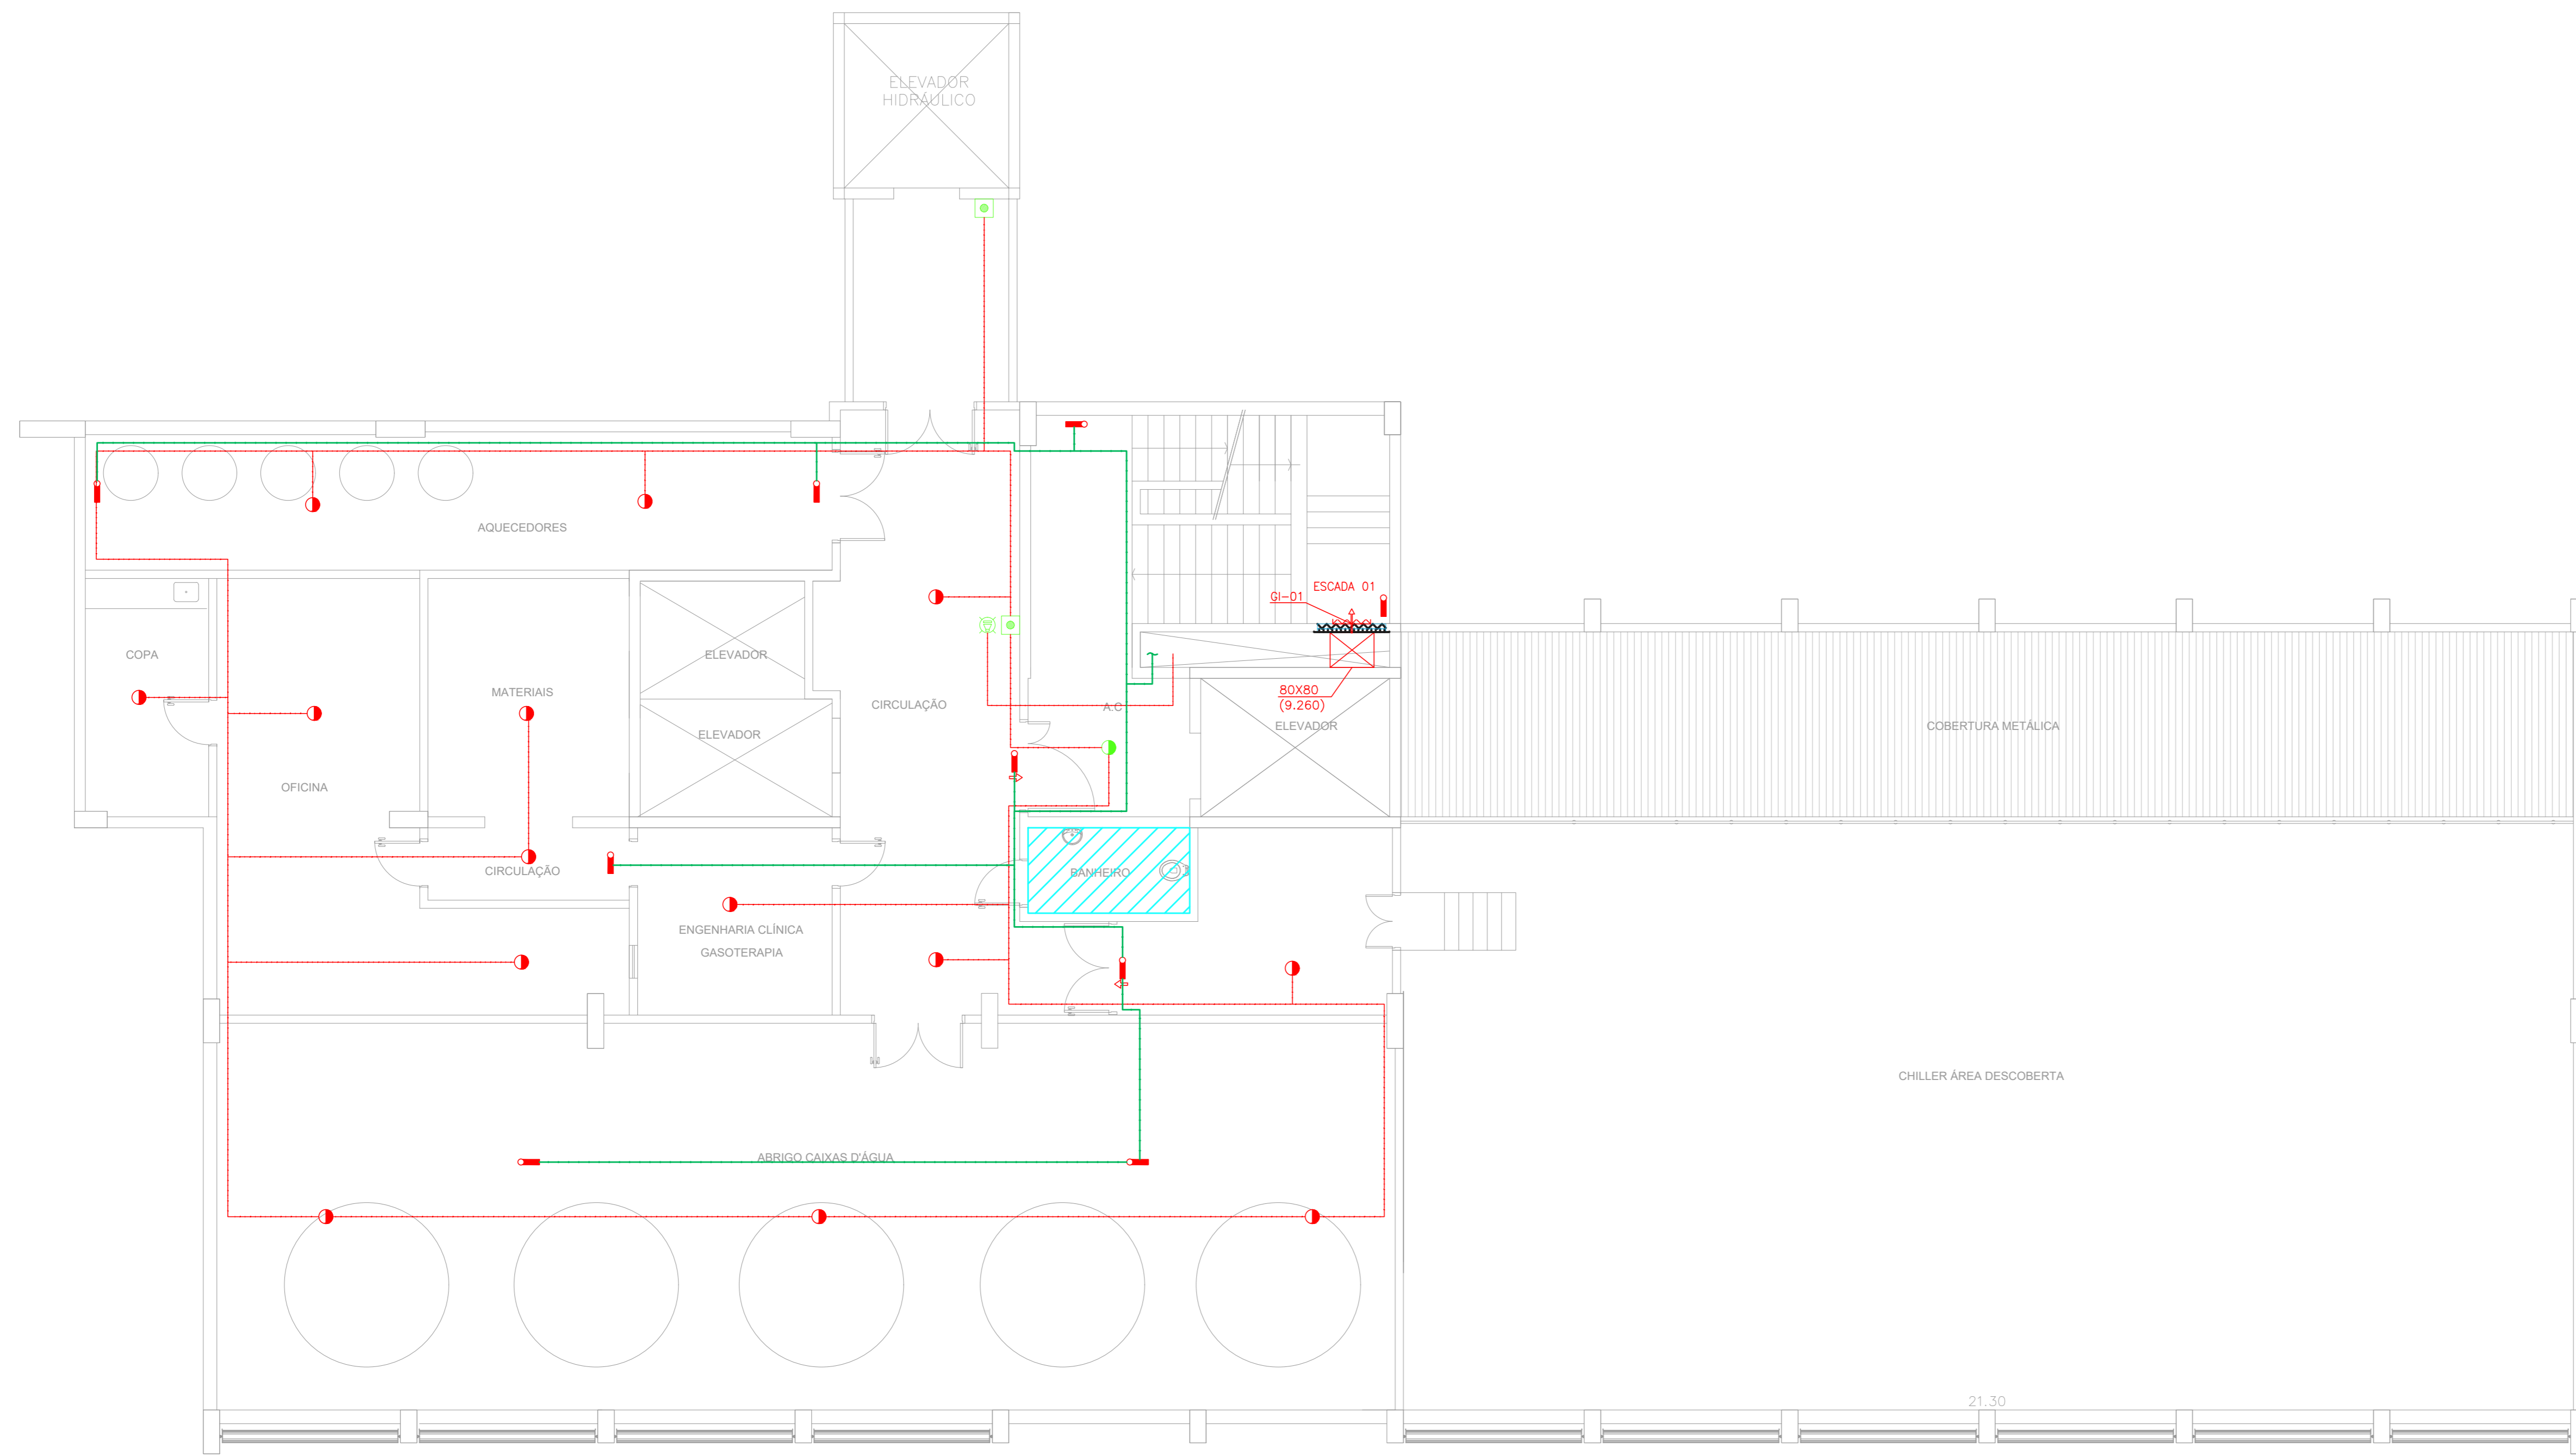 ELEVADOR
HIDRÁULICO
AQUECEDORES
ESCADA 01
GI-01
COPA
ELEVADOR
MATERIAIS
80X80
(9.260)
CIRCULAÇÃO
A.C
ELEVADOR
ELEVADOR
COBERTURA METÁLICA
OFICINA
CIRCULAÇÃO
BANHEIRO
ENGENHARIA CLÍNICA
GASOTERAPIA
CHILLER ÁREA DESCOBERTA
ABRIGO CAIXAS D'ÁGUA
21.30